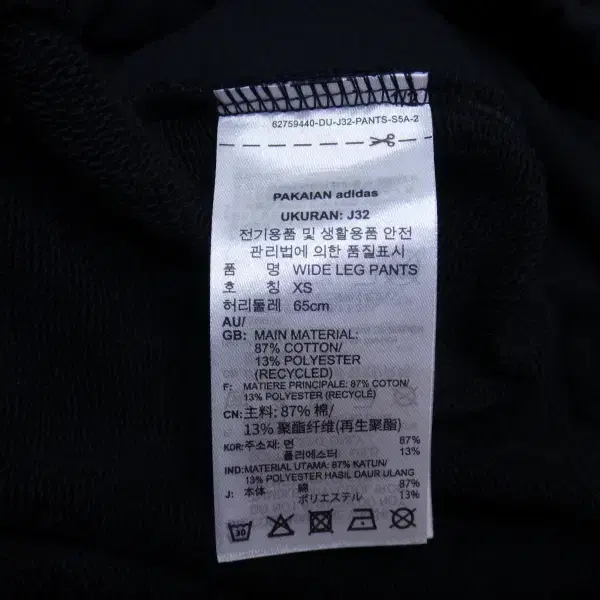 1/2
62759440-DU-J32-PANTS-S5A-2
PAKAIAN adidas
UKURAN: J32
전기용품 및 생활용품 안전
관리법에 의한 품질표시
품 명 WIDE LEG PANTS
호 칭 XS
허리둘레 65cm
AU/
GB: MAIN MATERIAL:
87% COTTON/
13% POLYESTER
(RECYCLED)
F: MATIERE PRINCIPALE: 87% COTON/
13% POLYESTER (RECYCLÉ)
CN:主料: 87% 棉/
13% 聚酯纤维(再生聚酯)
KOR:주소재: 면 87%
폴리에스터 13%
IND:MATERIAL UTAMA: 87% KATUN/
13% POLYESTER HASIL DAUR ULANG
J: 本体 綿 87%
ポリエステル 13%
30